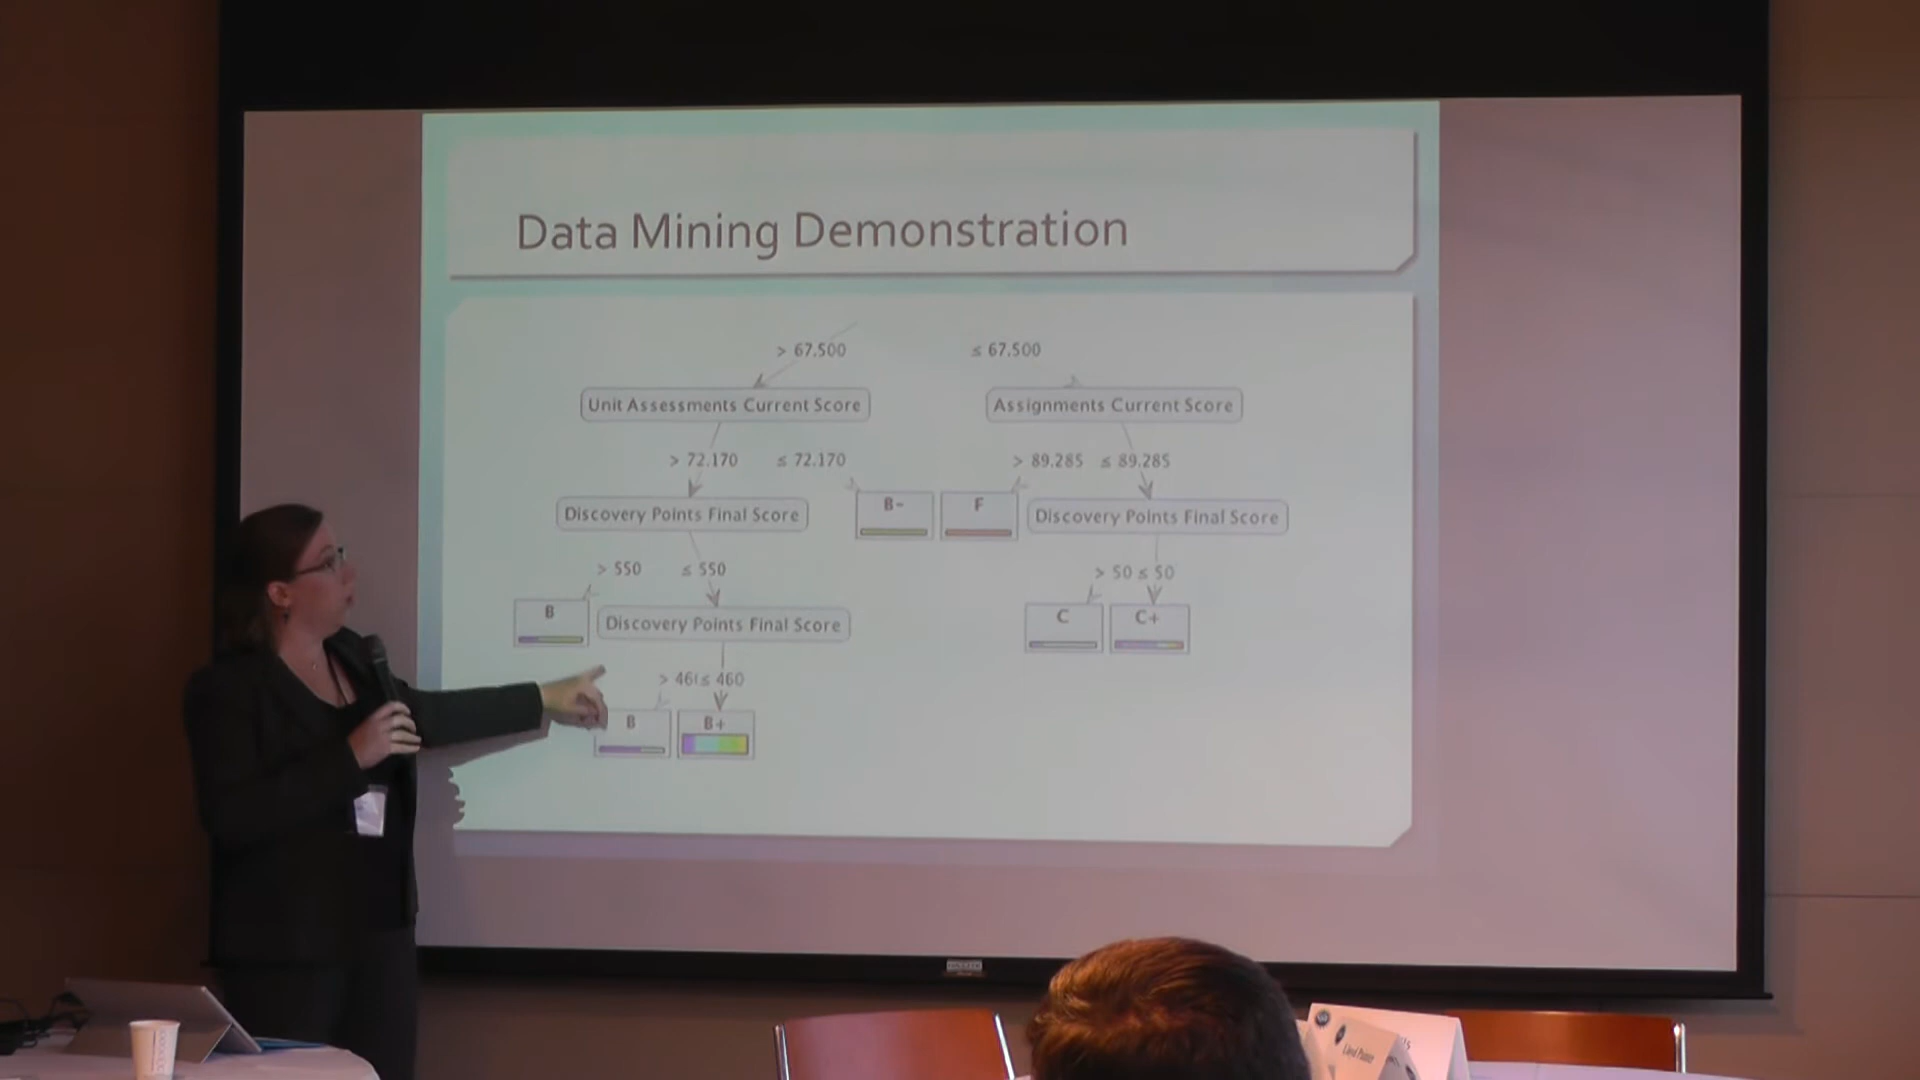 Data Mining Demonstration
> 67.500 ≤ 67.500
Unit Assessments Current Score Assignments Current Score
> 72.170 ≤ 72.170 > 89.285 ≤ 89.285
Discovery Points Final Score B- F Discovery Points Final Score
> 550 ≤ 550 > 50 ≤ 50
B Discovery Points Final Score C C+
> 46 ≤ 460
B B+